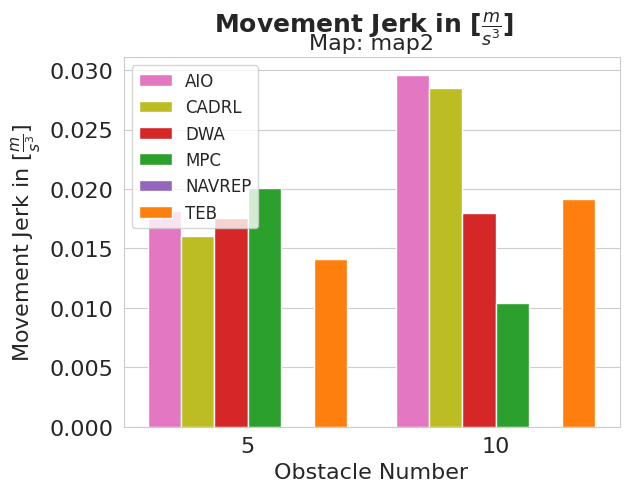 Movement Jerk in [m/s³]
Map: map2
Movement Jerk in [m/s³]
0.030
0.025
0.020
0.015
0.010
0.005
0.000
AIO
CADRL
DWA
MPC
NAVREP
TEB
5 10
Obstacle Number